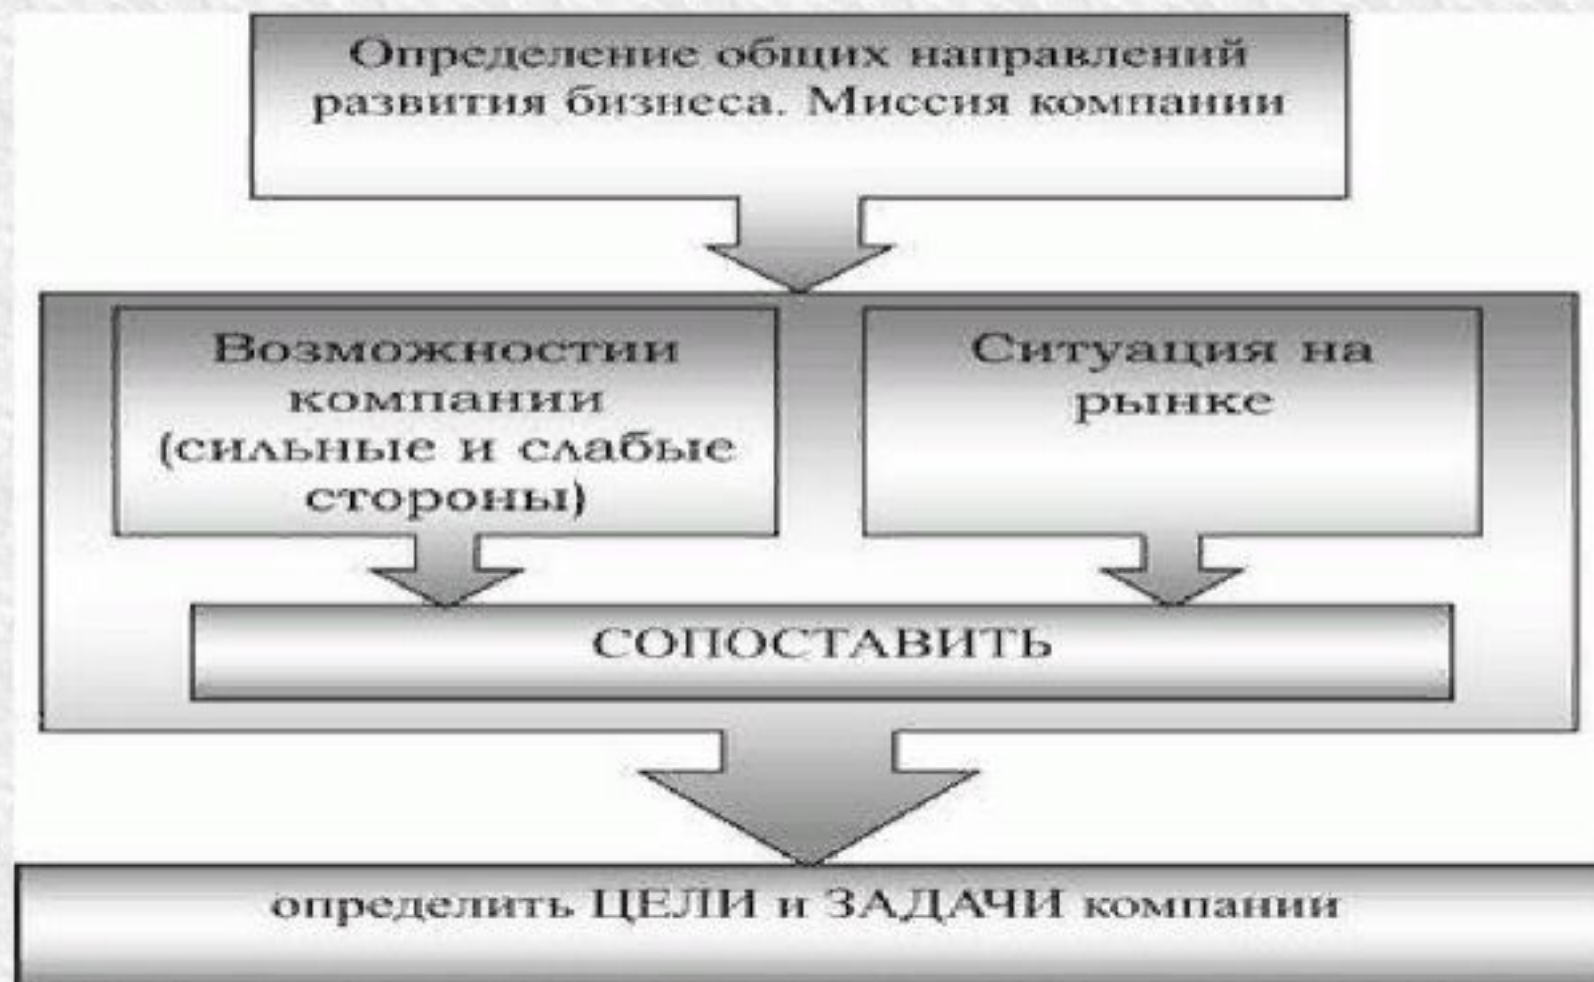 Определение общих направлений
развития бизнеса. Миссия компании
Возможностии
компании
(сильные и слабые
стороны)
Ситуация на
рынке
СОПОСТАВИТЬ
определить ЦЕЛИ и ЗАДАЧИ компании